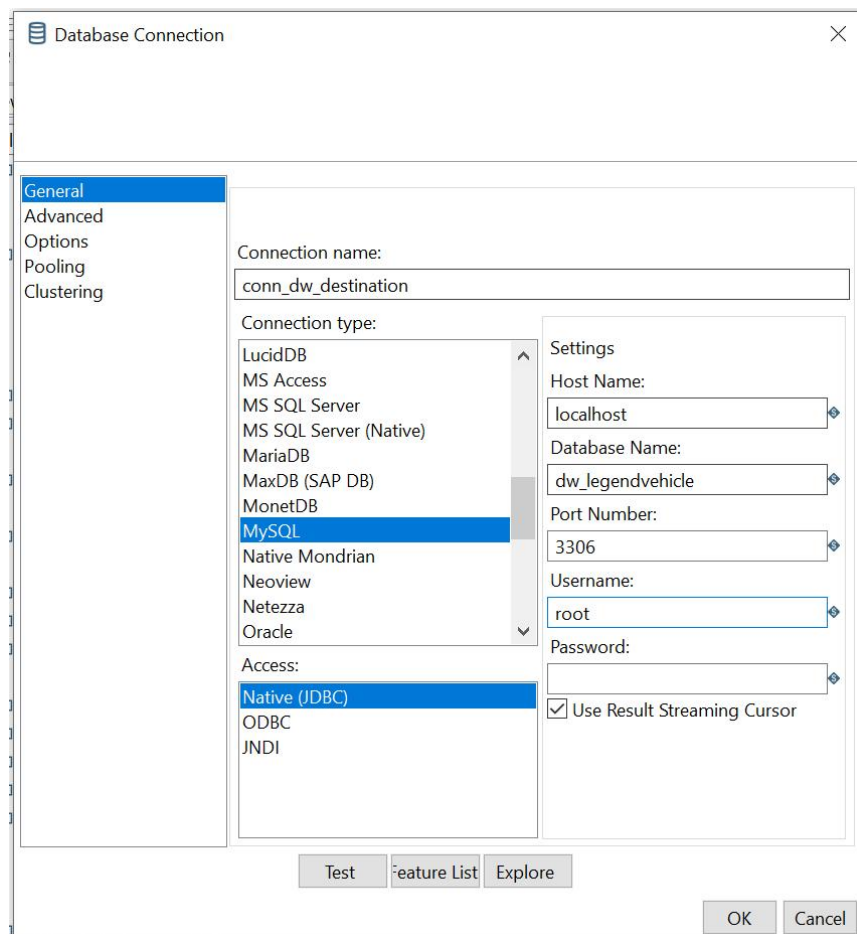 Database Connection
General
Advanced
Options
Pooling
Clustering
Connection name:
conn_dw_destination
Connection type:
LucidDB
MS Access
MS SQL Server
MS SQL Server (Native)
MariaDB
MaxDB (SAP DB)
MonetDB
MySQL
Native Mondrian
Neoview
Netezza
Oracle
Access:
Native (JDBC)
ODBC
JNDI
Settings
Host Name:
localhost
Database Name:
dw_legendvehicle
Port Number:
3306
Username:
root
Password:
Use Result Streaming Cursor
Test
Feature List
Explore
OK
Cancel